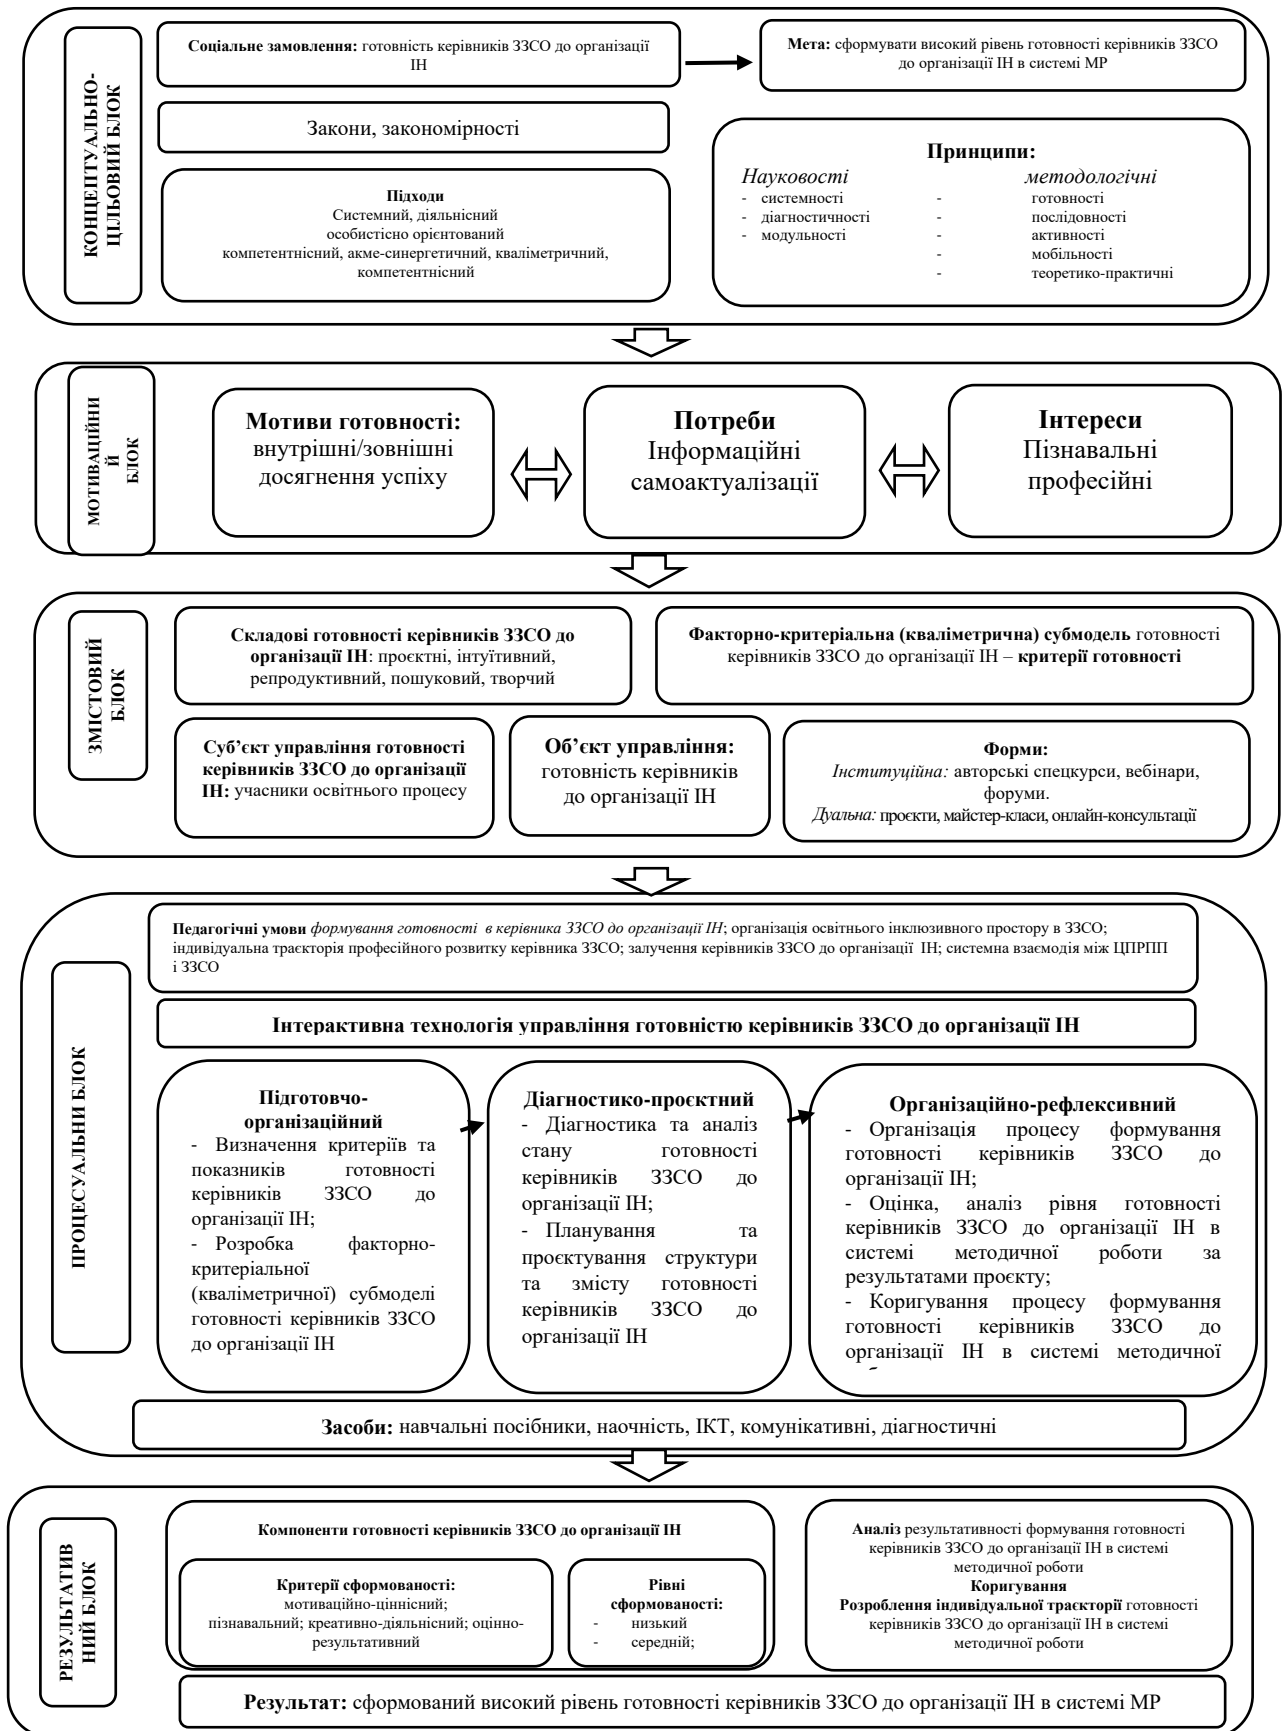 КОНЦЕПТУАЛЬНО-
ЦІЛЬОВИЙ БЛОК
Соціальне замовлення: готовність керівників ЗЗСО до організації
ІН
Мета: сформувати високий рівень готовності керівників ЗЗСО
до організації ІН в системі МР
Закони, закономірності
Підходи
Системний, діяльнісний
особистісно орієнтований
компетентнісний, акме-синергетичний, кваліметричний,
компетентнісний
Принципи:
Науковості методологічні
- системності - готовності
- діагностичності - послідовності
- модульності - активності
- мобільності
- теоретико-практичні
МОТИВАЦІЙНИ
Й
БЛОК
Мотиви готовності:
внутрішні/зовнішні
досягнення успіху
Потреби
Інформаційні
самоактуалізації
Інтереси
Пізнавальні
професійні
ЗМІСТОВИЙ
БЛОК
Складові готовності керівників ЗЗСО до
організації ІН: проєктні, інтуїтивний,
репродуктивний, пошуковий, творчий
Факторно-критеріальна (кваліметрична) субмодель готовності
керівників ЗЗСО до організації ІН – критерії готовності
Суб’єкт управління готовності
керівників ЗЗСО до організації
ІН: учасники освітнього процесу
Об’єкт управління:
готовність керівників
до організації ІН
Форми:
Інституційна: авторські спецкурси, вебінари,
форуми.
Дуальна: проєкти, майстер-класи, онлайн-консультації
ПРОЦЕСУАЛЬНИ БЛОК
Педагогічні умови формування готовності в керівника ЗЗСО до організації ІН; організація освітнього інклюзивного простору в ЗЗСО;
індивідуальна траєкторія професійного розвитку керівника ЗЗСО; залучення керівників ЗЗСО до організації ІН; системна взаємодія між ЦПРПП
і ЗЗСО
Інтерактивна технологія управління готовністю керівників ЗЗСО до організації ІН
Підготовчо-
організаційний
- Визначення критеріїв та
показників готовності
керівників ЗЗСО до
організації ІН;
- Розробка факторно-
критеріальної
(кваліметричної) субмоделі
готовності керівників ЗЗСО
до організації ІН
Діагностико-проєктний
- Діагностика та аналіз
стану готовності
керівників ЗЗСО до
організації ІН;
- Планування та
проєктування структури
та змісту готовності
керівників ЗЗСО до
організації ІН
Організаційно-рефлексивний
- Організація процесу формування
готовності керівників ЗЗСО до
організації ІН;
- Оцінка, аналіз рівня готовності
керівників ЗЗСО до організації ІН в
системі методичної роботи за
результатами проєкту;
- Коригування процесу формування
готовності керівників ЗЗСО до
організації ІН в системі методичної
Засоби: навчальні посібники, наочність, ІКТ, комунікативні, діагностичні
РЕЗУЛЬТАТИВ
НИЙ БЛОК
Компоненти готовності керівників ЗЗСО до організації ІН
Критерії сформованості:
мотиваційно-ціннісний;
пізнавальний; креативно-діяльнісний; оцінно-
результативний
Рівні
сформованості:
- низький
- середній;
Аналіз результативності формування готовності
керівників ЗЗСО до організації ІН в системі
методичної роботи
Коригування
Розроблення індивідуальної траєкторії готовності
керівників ЗЗСО до організації ІН в системі
методичної роботи
Результат: сформований високий рівень готовності керівників ЗЗСО до організації ІН в системі МР